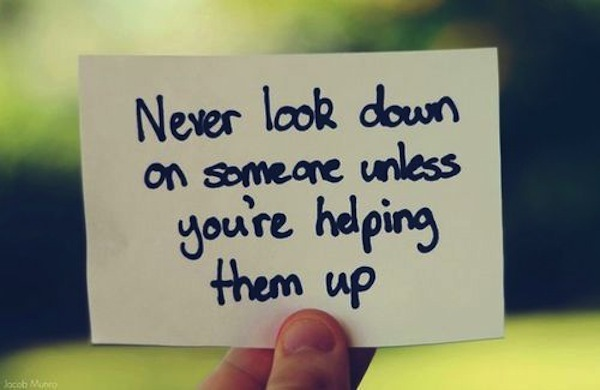 Never look down
on someone unless
you're helping
them up
Jacob Munro